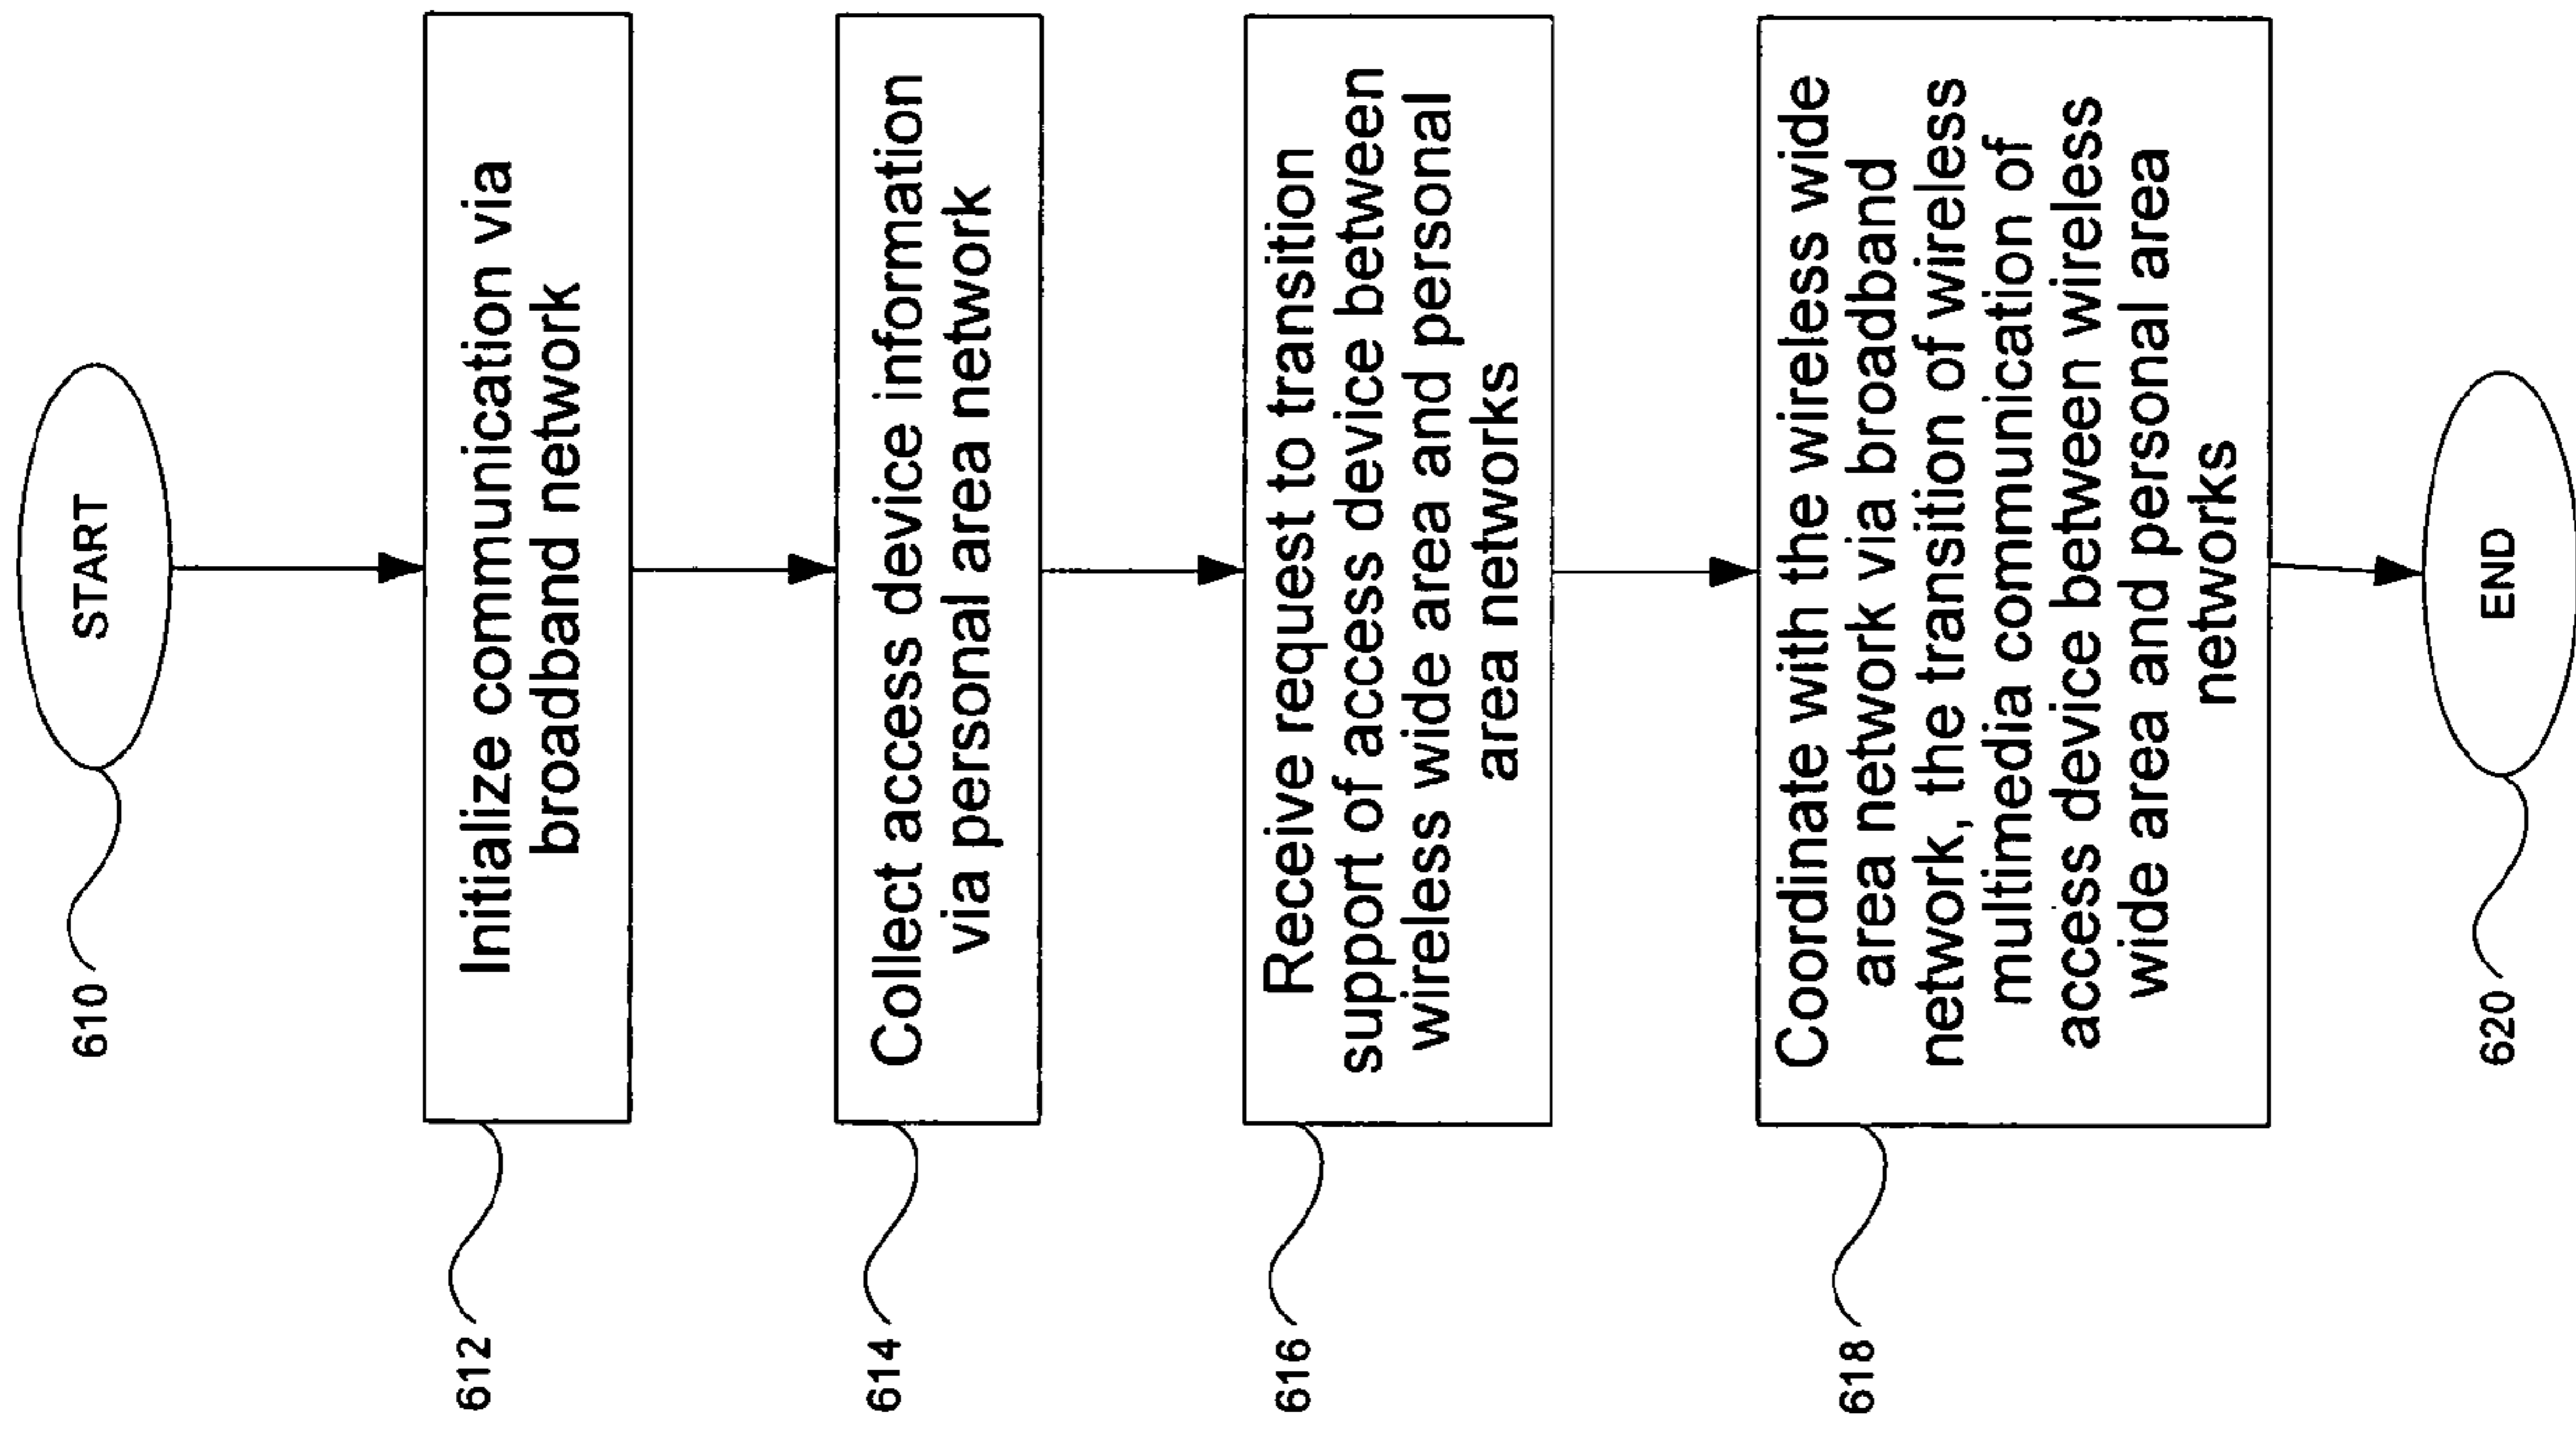 START
610
Initialize communication via
broadband network
612
Collect access device information
via personal area network
614
Receive request to transition
support of access device between
wireless wide area and personal
area networks
616
Coordinate with the wireless wide
area network via broadband
network, the transition of wireless
multimedia communication of
access device between wireless
wide area and personal area
networks
618
END
620